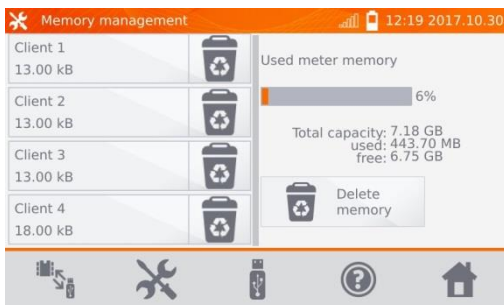 Memory management
12:19 2017.10.30
Client 1
13.00 kB
Client 2
13.00 kB
Client 3
13.00 kB
Client 4
18.00 kB
Used meter memory
6%
Total capacity: 7.18 GB
used: 443.70 MB
free: 6.75 GB
Delete
memory
?